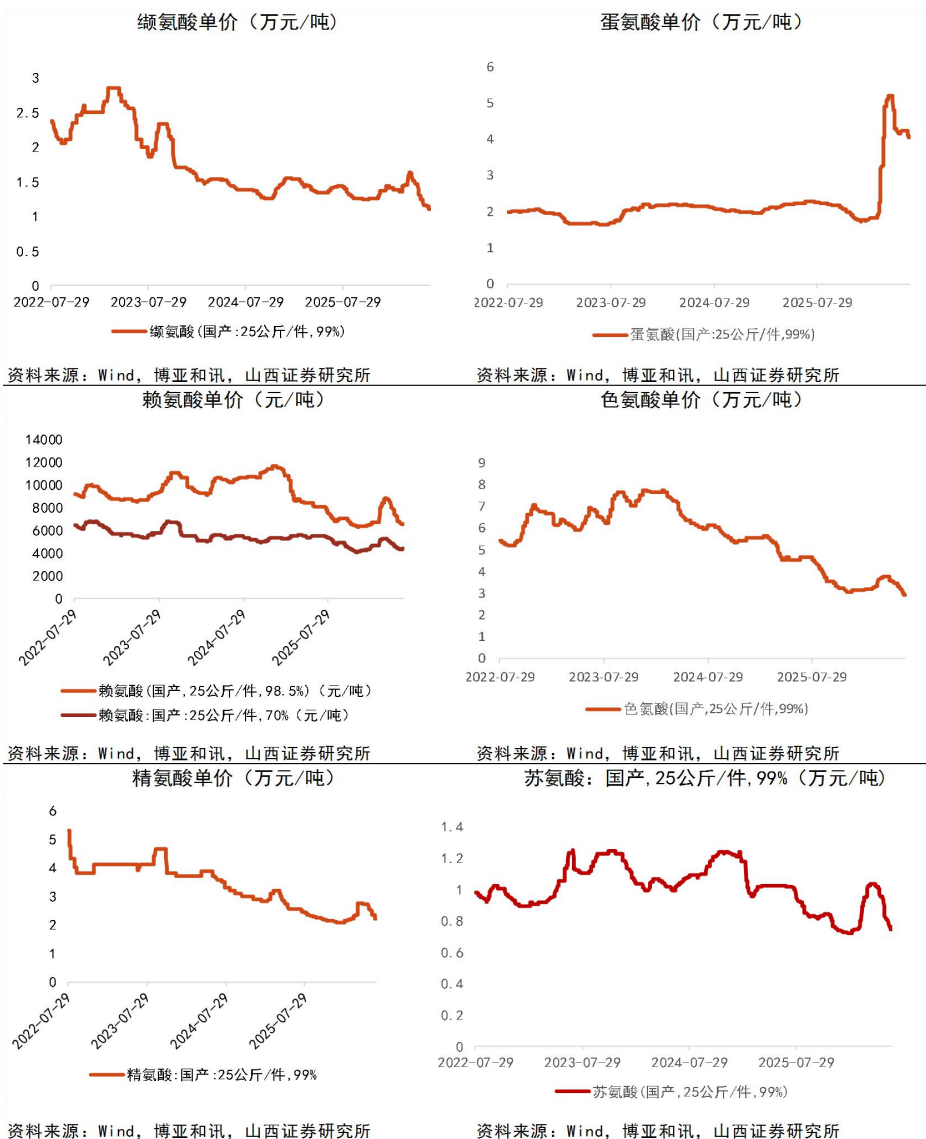 缬氨酸单价（万元/吨）
3
2.5
2
1.5
1
0.5
0
2022-07-29 2023-07-29 2024-07-29 2025-07-29
缬氨酸(国产:25公斤/件,99%)
资料来源：Wind，博亚和讯，山西证券研究所
蛋氨酸单价（万元/吨）
6
5
4
3
2
1
0
2022-07-29 2023-07-29 2024-07-29 2025-07-29
蛋氨酸(国产:25公斤/件,99%)
资料来源：Wind，博亚和讯，山西证券研究所
赖氨酸单价（元/吨）
14000
12000
10000
8000
6000
4000
2000
0
2022-07-29 2023-07-29 2024-07-29 2025-07-29
赖氨酸(国产,25公斤/件,98.5%)（元/吨）
赖氨酸:国产:25公斤/件,70%（元/吨）
资料来源：Wind，博亚和讯，山西证券研究所
色氨酸单价（万元/吨）
9
8
7
6
5
4
3
2
1
0
2022-07-29 2023-07-29 2024-07-29 2025-07-29
色氨酸(国产,25公斤/件,99%)
资料来源：Wind，博亚和讯，山西证券研究所
精氨酸单价（万元/吨）
6
5
4
3
2
1
0
2022-07-29 2023-07-29 2024-07-29 2025-07-29
精氨酸:国产:25公斤/件,99%
资料来源：Wind，博亚和讯，山西证券研究所
苏氨酸：国产,25公斤/件,99%（万元/吨）
1.4
1.2
1
0.8
0.6
0.4
0.2
0
2022-07-29 2023-07-29 2024-07-29 2025-07-29
苏氨酸(国产,25公斤/件,99%)
资料来源：Wind，博亚和讯，山西证券研究所